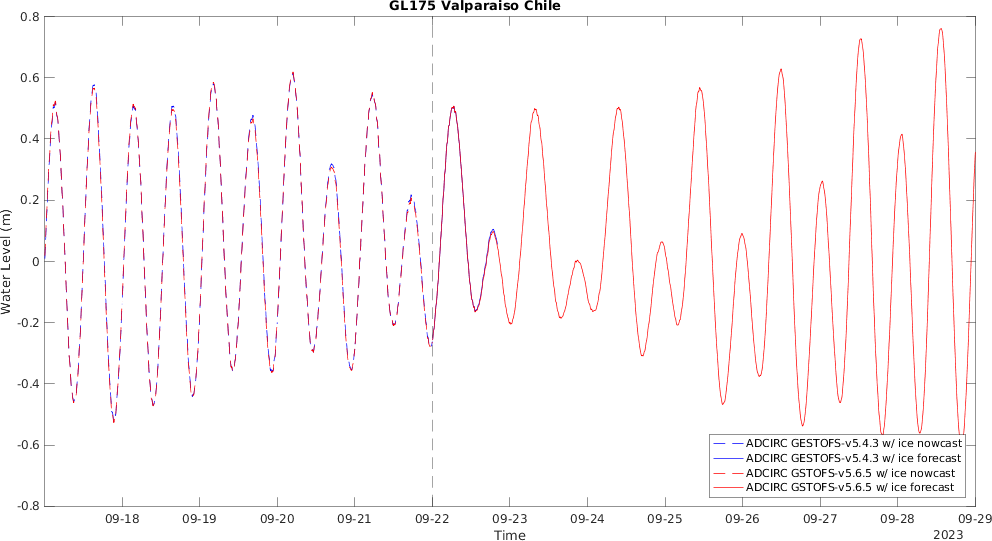 GL175 Valparaiso Chile
0.8
0.6
0.4
0.2
0
-0.2
-0.4
-0.6
-0.8
Water Level (m)
ADCIRC GESTOFS-v5.4.3 w/ ice nowcast
ADCIRC GESTOFS-v5.4.3 w/ ice forecast
ADCIRC GSTOFS-v5.6.5 w/ ice nowcast
ADCIRC GSTOFS-v5.6.5 w/ ice forecast
09-18 09-19 09-20 09-21 09-22 09-23 09-24 09-25 09-26 09-27 09-28 09-29
Time
2023